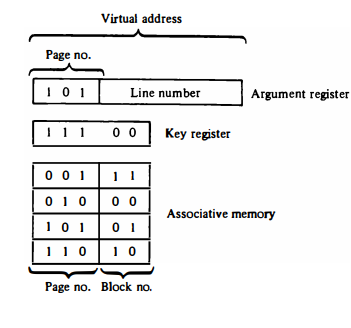 Virtual address
Page no.
1 0 1 Line number Argument register
1 1 1 0 0 Key register
0 0 1 1 1
0 1 0 0 0
Associative memory
1 0 1 0 1
1 1 0 1 0
Page no. Block no.